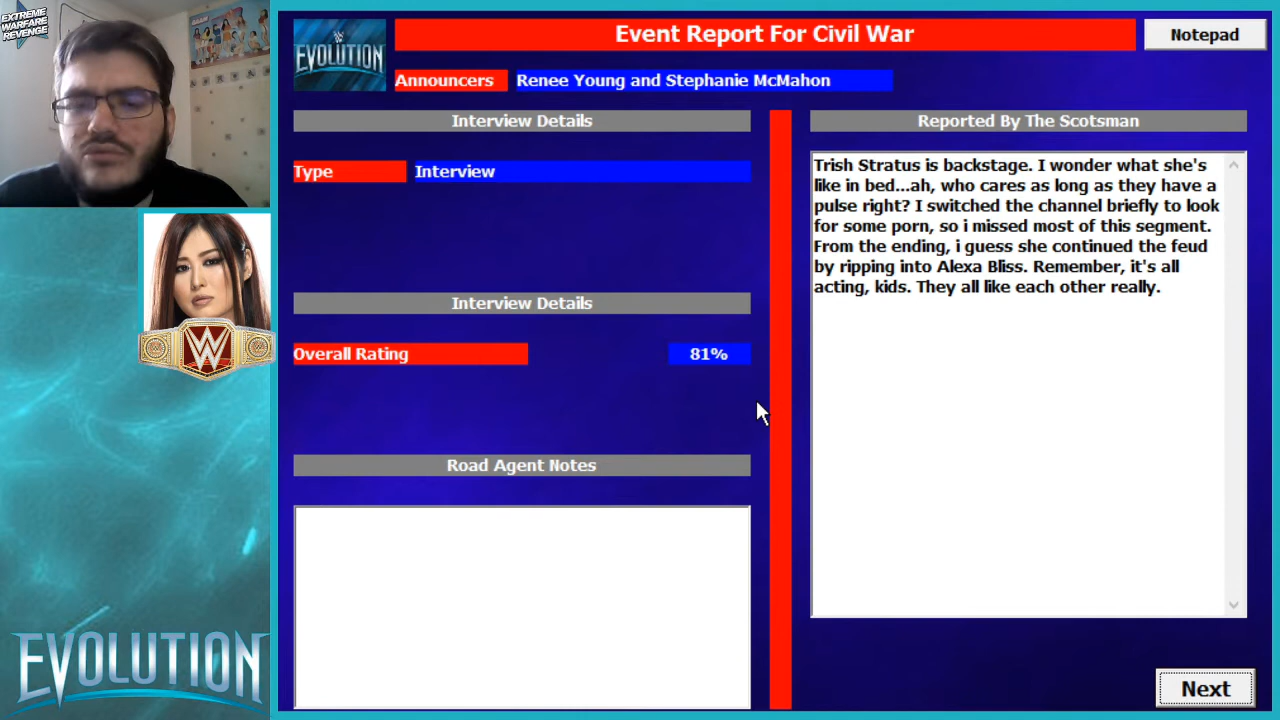 EXTREME
WARFARE
REVENGE
W
EVOLUTION
Event Report For Civil War
Notepad
Announcers
Renee Young and Stephanie McMahon
Interview Details
Type
Interview
Interview Details
Overall Rating
81%
Road Agent Notes
Reported By The Scotsman
Trish Stratus is backstage. I wonder what she's
like in bed...ah, who cares as long as they have a
pulse right? I switched the channel briefly to look
for some porn, so i missed most of this segment.
From the ending, i guess she continued the feud
by ripping into Alexa Bliss. Remember, it's all
acting, kids. They all like each other really.
W
EVOLUTION
Next